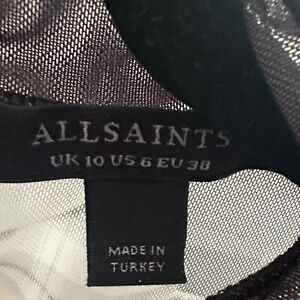 ALLSAINTS
UK 10 US 6 EU 38
MADE IN
TURKEY